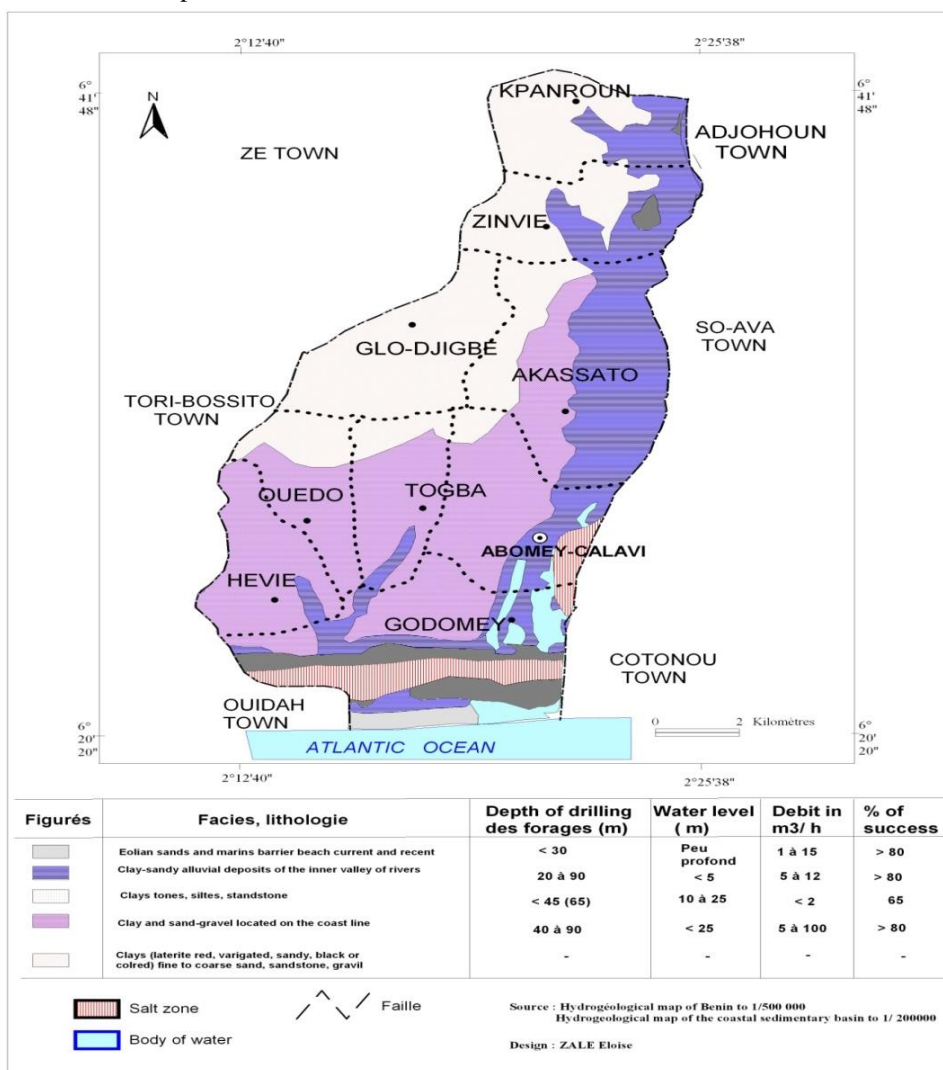 2°12'40"
2°25'38"
6°
41'
48"
6°
41'
48"
N
KPANROUN
ADJOHOUN
TOWN
ZE TOWN
ZINVIE
SO-AVA
TOWN
GLO-DJIGBE
AKASSATO
TORI-BOSSITO
TOWN
OUEDO
TOGBA
ABOMEY-CALAVI
HEVIE
GODOMEY
COTONOU
TOWN
OUIDAH
TOWN
0 2 Kilomètres
6°
20'
20"
6°
20'
20"
ATLANTIC OCEAN
2°12'40"
2°25'38"
Figurés Facies, lithologie Depth of drilling des forages (m) Water level ( m) Debit in m3/ h % of success
Eolian sands and marins barrier beach current and recent < 30 Peu profond 1 à 15 > 80
Clay-sandy alluvial deposits of the inner valley of rivers 20 à 90 < 5 5 à 12 > 80
Clays tones, siltes, standstone < 45 (65) 10 à 25 < 2 65
Clay and sand-gravel located on the coast line 40 à 90 < 25 5 à 100 > 80
Clays (laterite red, varigated, sandy, black or
colred) fine to coarse sand, sandstone, gravil - - - -
Salt zone
Faille
Body of water
Source : Hydrogéological map of Benin to 1/500 000
Hydrogeological map of the coastal sedimentary basin to 1/ 200000
Design : ZALE Eloise